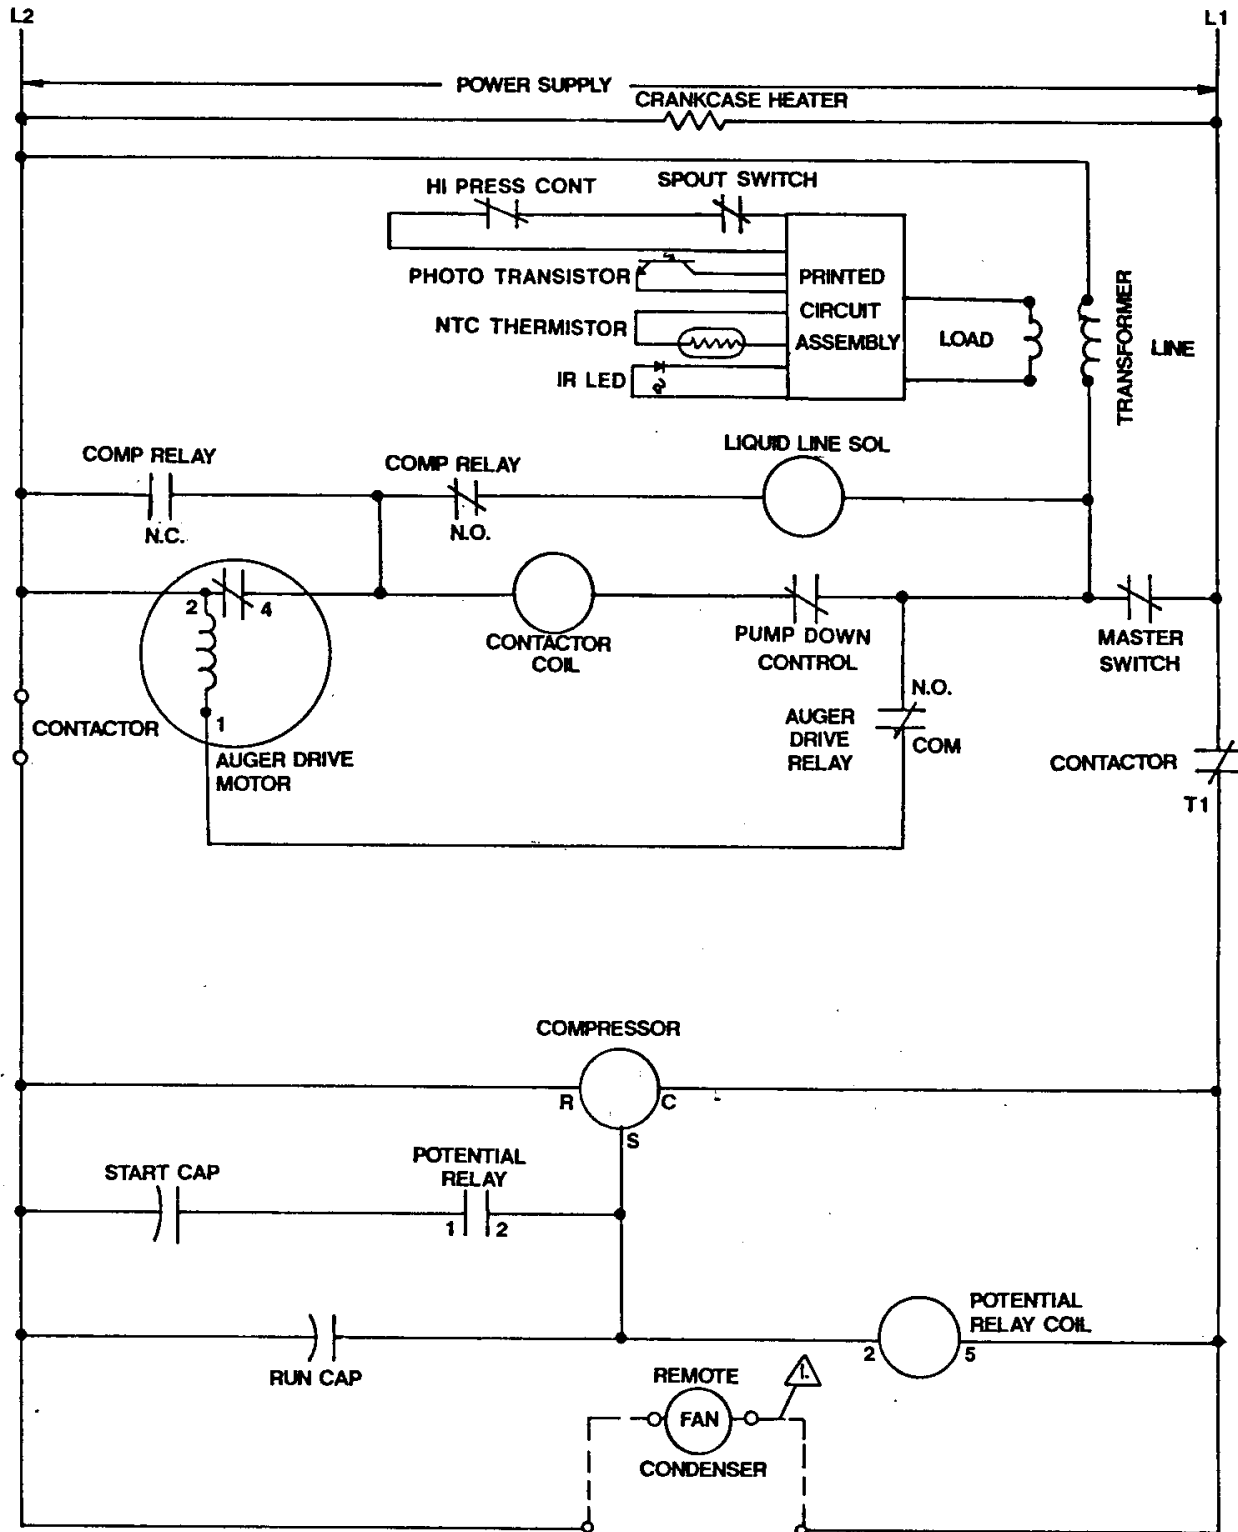 L2
L1
POWER SUPPLY
CRANKCASE HEATER
HI PRESS CONT
SPOUT SWITCH
PHOTO TRANSISTOR
PRINTED
CIRCUIT
ASSEMBLY
NTC THERMISTOR
IR LED
LOAD
TRANSFORMER
LINE
COMP RELAY
N.C.
COMP RELAY
N.O.
LIQUID LINE SOL
2
4
1
CONTACTOR
COIL
PUMP DOWN
CONTROL
MASTER
SWITCH
CONTACTOR
AUGER DRIVE
MOTOR
N.O.
AUGER
DRIVE
RELAY
COM
CONTACTOR
T1
COMPRESSOR
R
C
S
START CAP
POTENTIAL
RELAY
1
2
RUN CAP
POTENTIAL
RELAY COIL
2
5
REMOTE
1.
FAN
CONDENSER